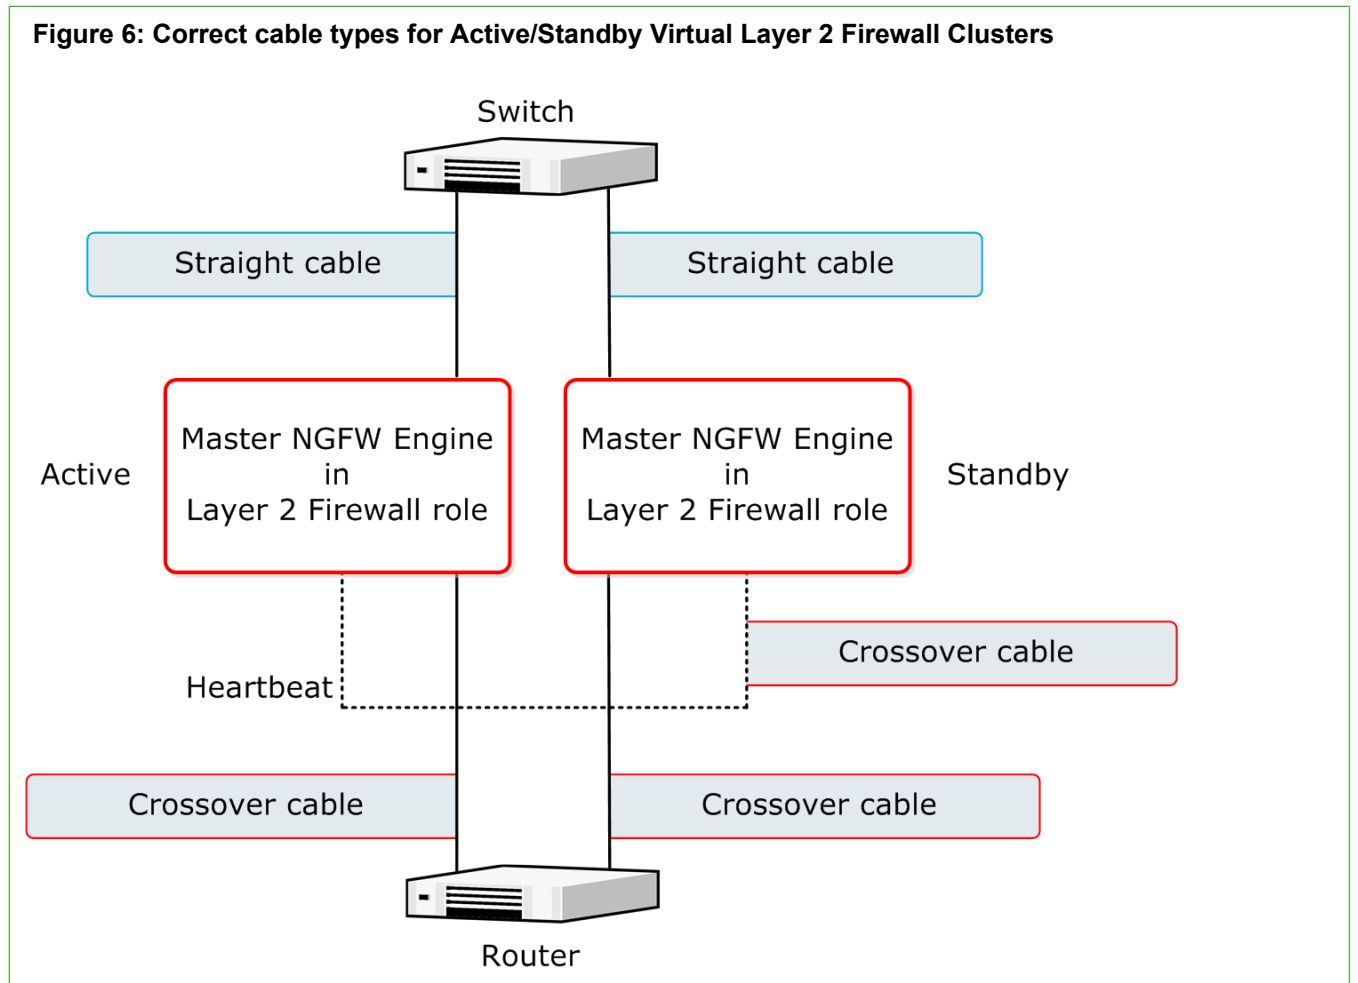 Figure 6: Correct cable types for Active/Standby Virtual Layer 2 Firewall Clusters
Switch
Straight cable
Straight cable
Active
Master NGFW Engine
in
Layer 2 Firewall role
Master NGFW Engine
in
Layer 2 Firewall role
Standby
Crossover cable
Heartbeat
Crossover cable
Crossover cable
Router